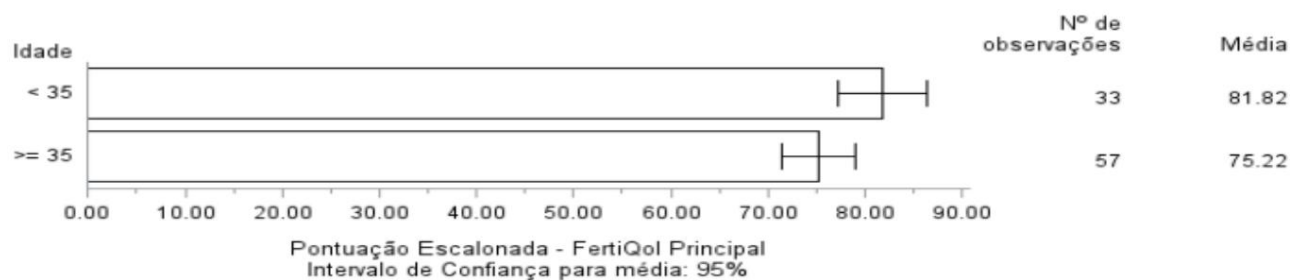 Nº de
Idade observações Média
< 35 33 81.82
>= 35 57 75.22
0.00 10.00 20.00 30.00 40.00 50.00 60.00 70.00 80.00 90.00
Pontuação Escalonada - FertiQol Principal
Intervalo de Confiança para média: 95%